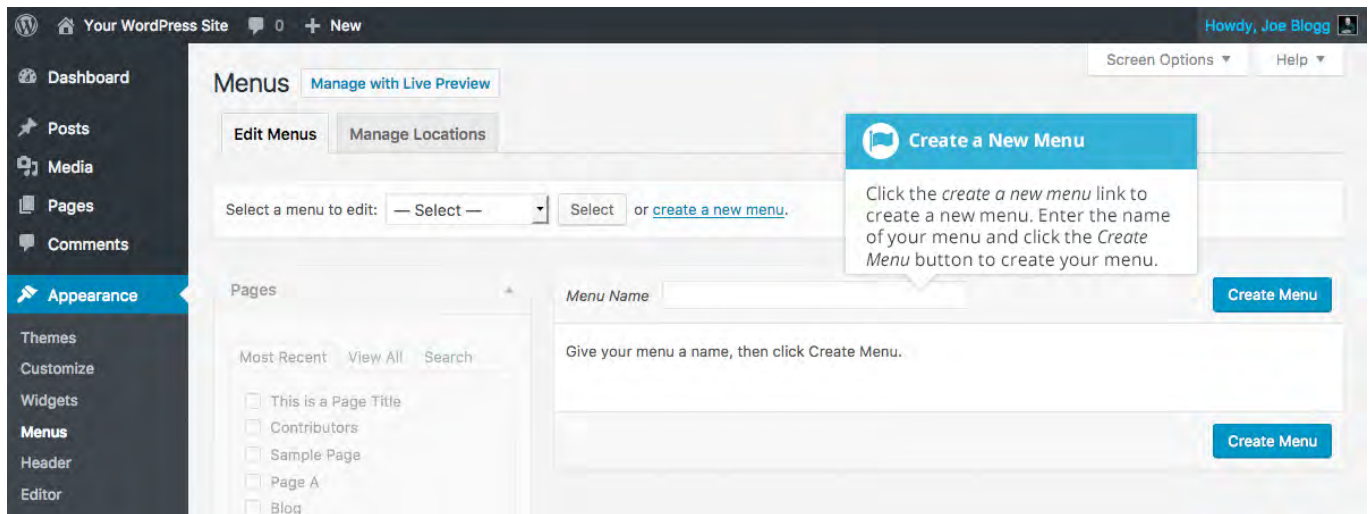 Your WordPress Site 0 + New Howdy, Joe Blogg
Screen Options Help
Dashboard
Posts
Media
Pages
Comments
Appearance
Themes
Customize
Widgets
Menus
Header
Editor
Menus Manage with Live Preview
Edit Menus Manage Locations
Select a menu to edit: — Select — Select or create a new menu.
Create a New Menu
Click the create a new menu link to
create a new menu. Enter the name
of your menu and click the Create
Menu button to create your menu.
Pages
Most Recent View All Search
This is a Page Title
Contributors
Sample Page
Page A
Blog
Menu Name Create Menu
Give your menu a name, then click Create Menu.
Create Menu